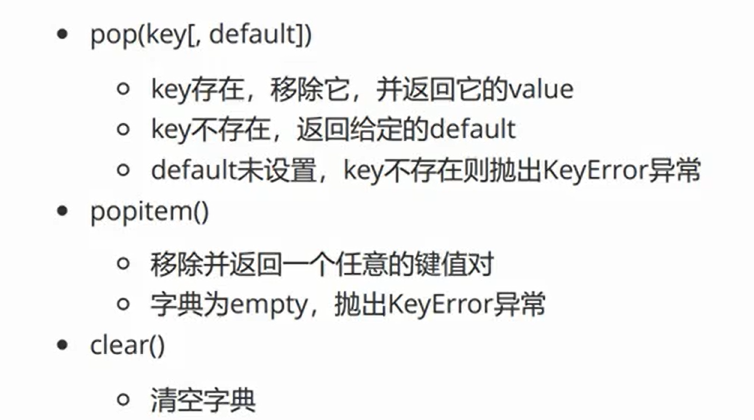 pop(key[, default])
key存在，移除它，并返回它的value
key不存在，返回给定的default
default未设置，key不存在则抛出KeyError异常
popitem()
移除并返回一个任意的键值对
字典为empty，抛出KeyError异常
clear()
清空字典